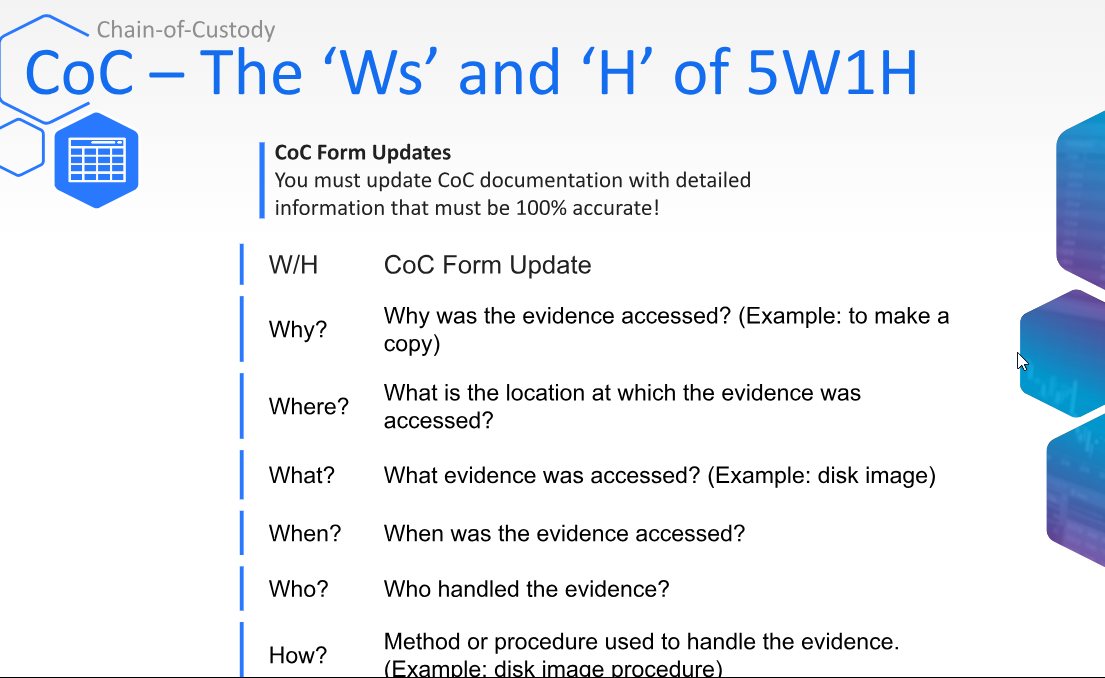 Chain-of-Custody
CoC – The ‘Ws’ and ‘H’ of 5W1H
CoC Form Updates
You must update CoC documentation with detailed
information that must be 100% accurate!
W/H CoC Form Update
Why? Why was the evidence accessed? (Example: to make a
copy)
Where? What is the location at which the evidence was
accessed?
What? What evidence was accessed? (Example: disk image)
When? When was the evidence accessed?
Who? Who handled the evidence?
How? Method or procedure used to handle the evidence.
(Example: disk image procedure)